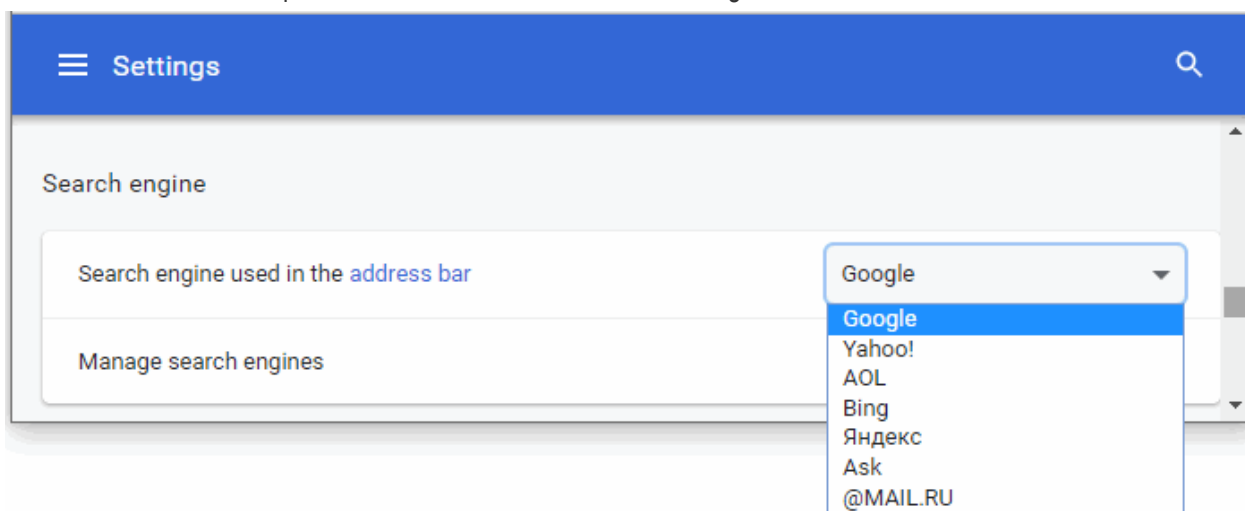 Settings
Search engine
Search engine used in the address bar
Google
Google
Yahoo!
AOL
Bing
Яндекс
Ask
@MAIL.RU
Manage search engines